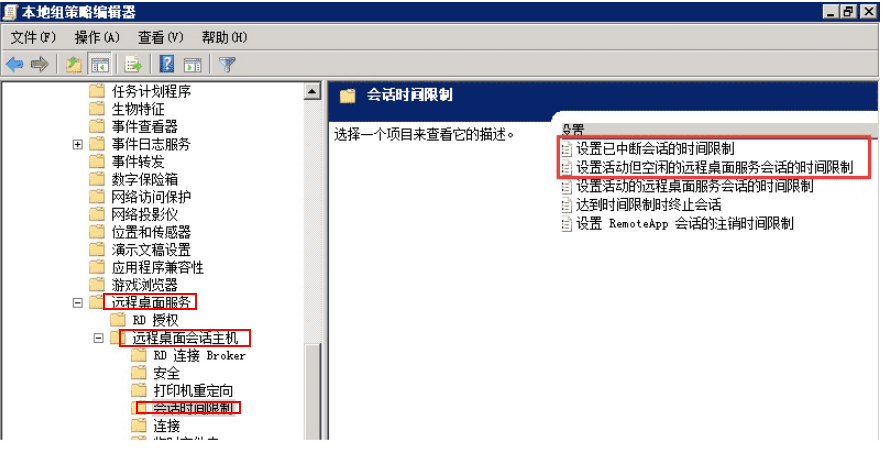 本地组策略编辑器
文件(F) 操作(A) 查看(V) 帮助(H)
任务计划程序
生物特征
事件查看器
事件日志服务
事件转发
数字保险箱
网络访问保护
网络投影仪
位置和传感器
演示文稿设置
应用程序兼容性
游戏浏览器
远程桌面服务
RD 授权
远程桌面会话主机
RD 连接 Broker
安全
打印机重定向
会话时间限制
连接
会话时间限制
选择一个项目来查看它的描述。
设置
设置已中断会话的时间限制
设置活动但空闲的远程桌面服务会话的时间限制
设置活动的远程桌面服务会话的时间限制
达到时间限制时终止会话
设置 RemoteApp 会话的注销时间限制